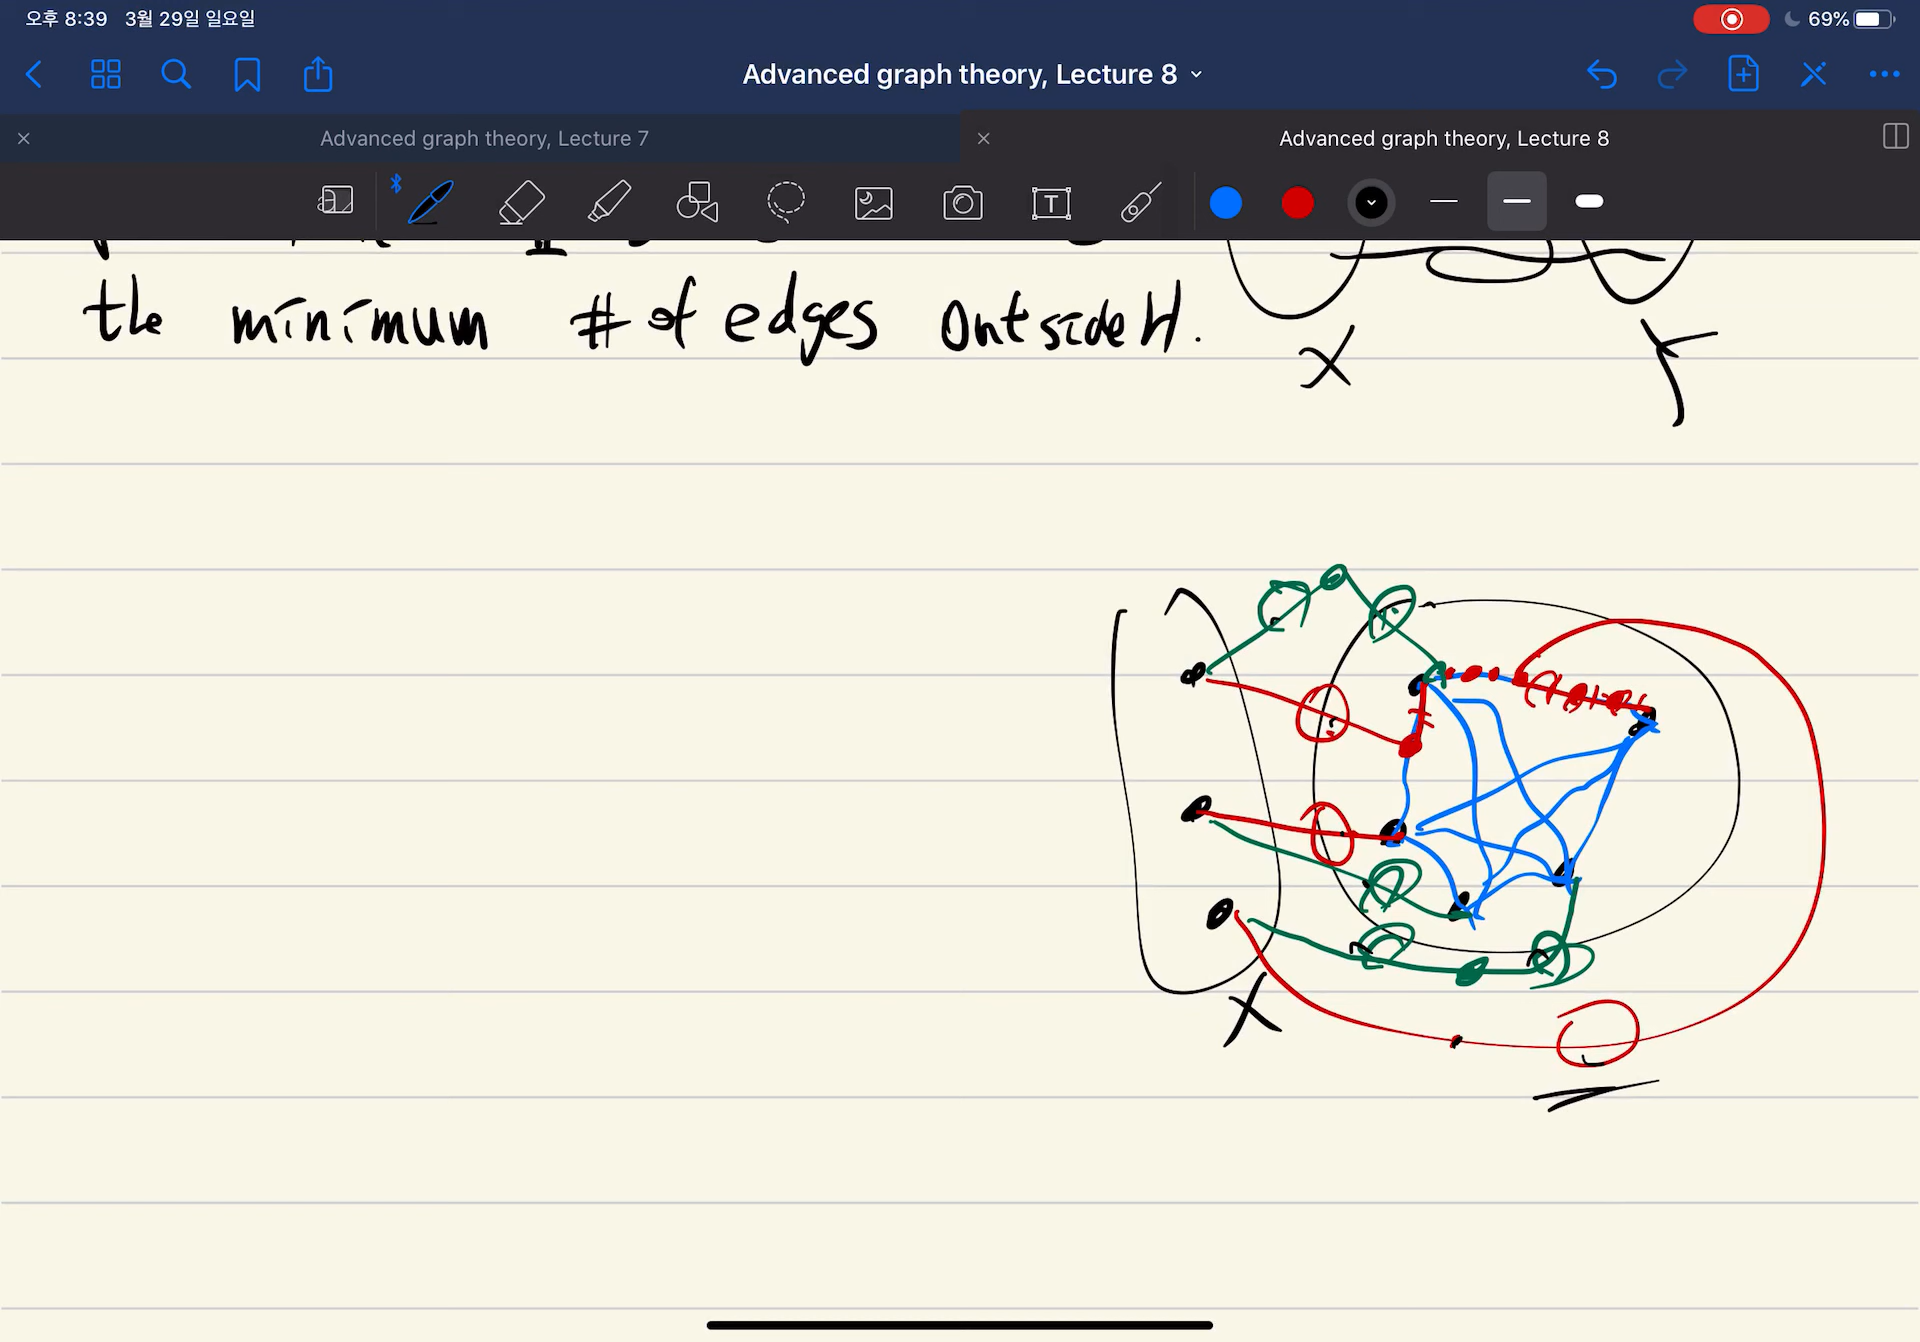 오후 8:39 3월 29일 일요일 69%
Advanced graph theory, Lecture 8
Advanced graph theory, Lecture 7 Advanced graph theory, Lecture 8
the minimum # of edges outside H.
X Y
X